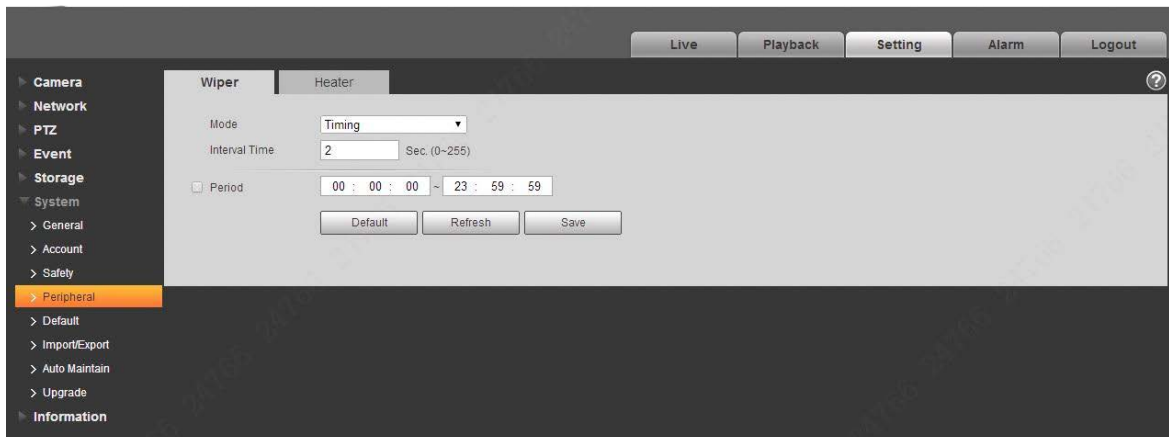 Live Playback Setting Alarm Logout
Camera
Network
PTZ
Event
Storage
System
> General
> Account
> Safety
> Peripheral
> Default
> Import/Export
> Auto Maintain
> Upgrade
Information
Wiper Heater
?
Mode Timing
Interval Time 2 Sec. (0~255)
Period 00 : 00 : 00 ~ 23 : 59 : 59
Default Refresh Save